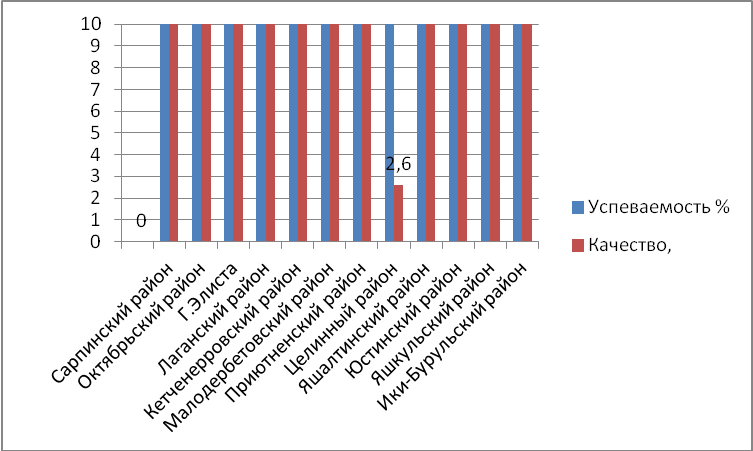 10
9
8
7
6
5
4
3
2
1
0
0
2,6
Сарпинский район
Октябрьский район
Г.Элиста
Лаганский район
Кетченерровский район
Малодербетовский район
Приютненский район
Целинный район
Яшалтинский район
Юстинский район
Яшкульский район
Ики-Бурульский район
Успеваемость %
Качество,